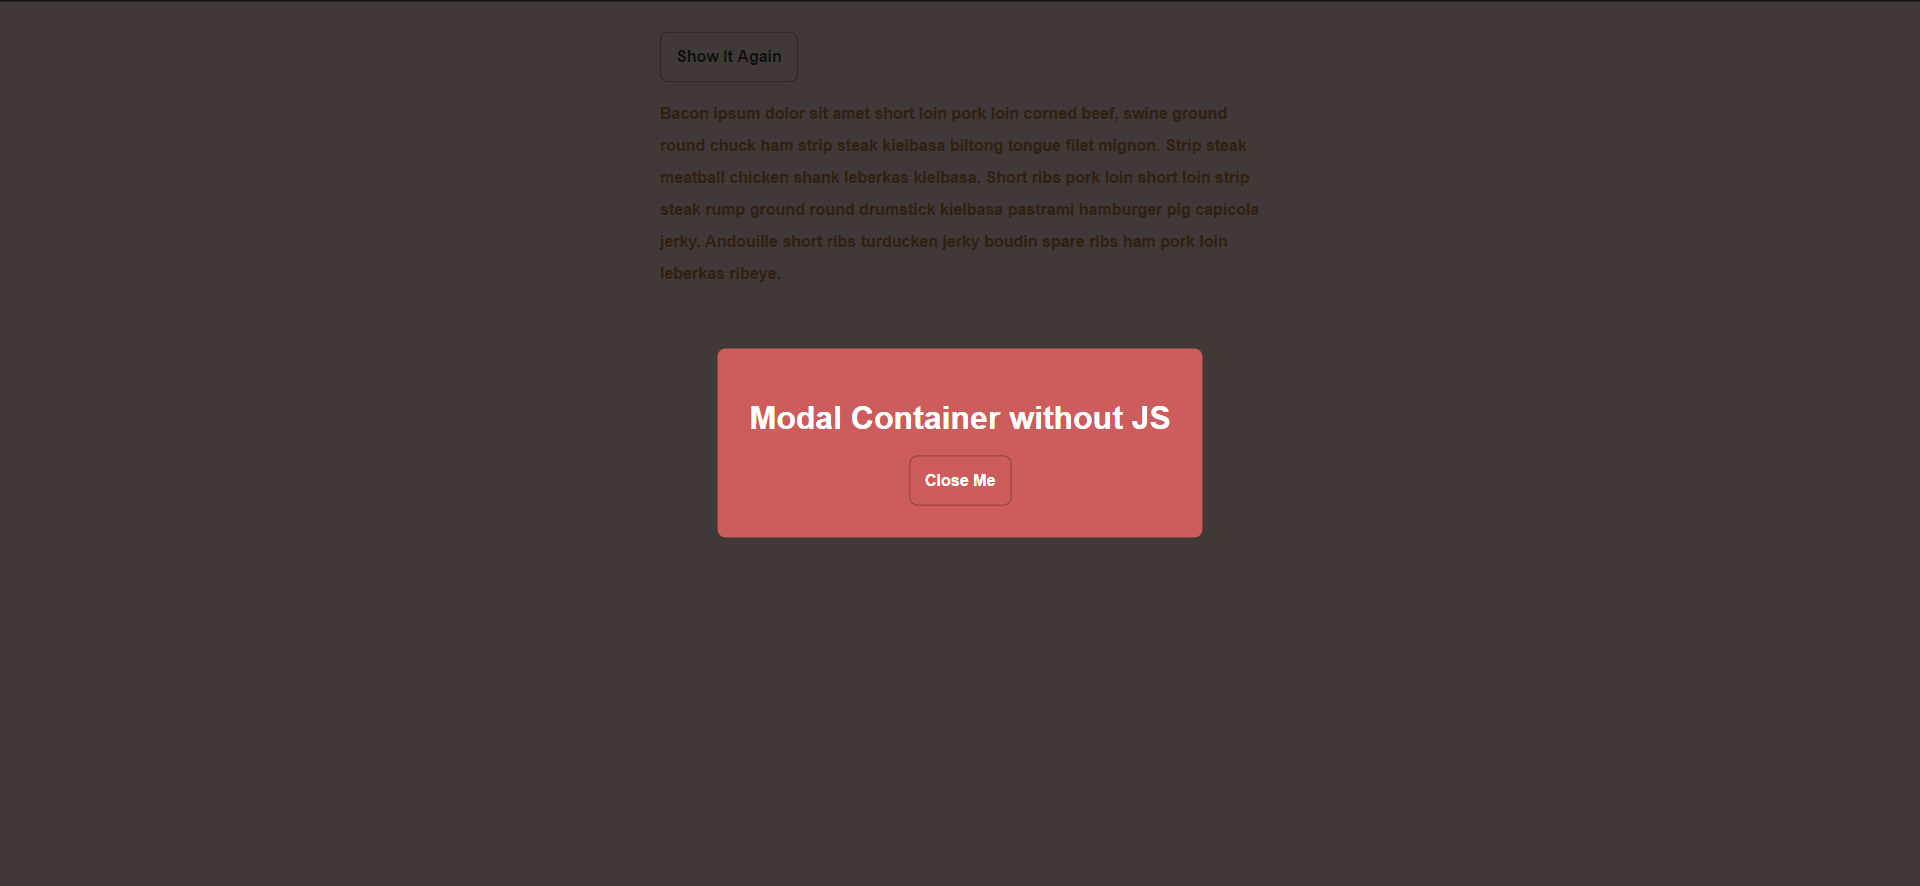 Show It Again
Bacon ipsum dolor sit amet short loin pork loin corned beef, swine ground
round chuck ham strip steak kielbasa biltong tongue filet mignon. Strip steak
meatball chicken shank leberkas kielbasa. Short ribs pork loin short loin strip
steak rump ground round drumstick kielbasa pastrami hamburger pig capicola
jerky. Andouille short ribs turducken jerky boudin spare ribs ham pork loin
leberkas ribeye.
Modal Container without JS
Close Me